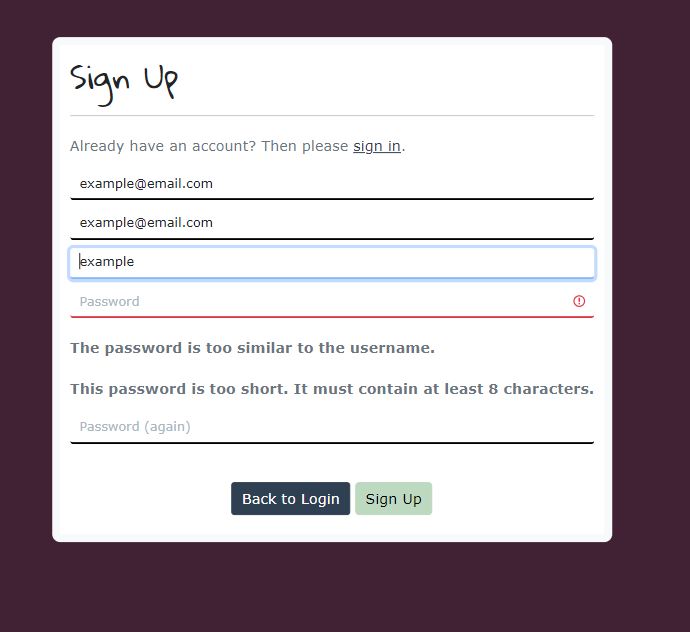 Sign Up
Already have an account? Then please sign in.
example@email.com
example@email.com
example
Password
The password is too similar to the username.
This password is too short. It must contain at least 8 characters.
Password (again)
Back to Login Sign Up